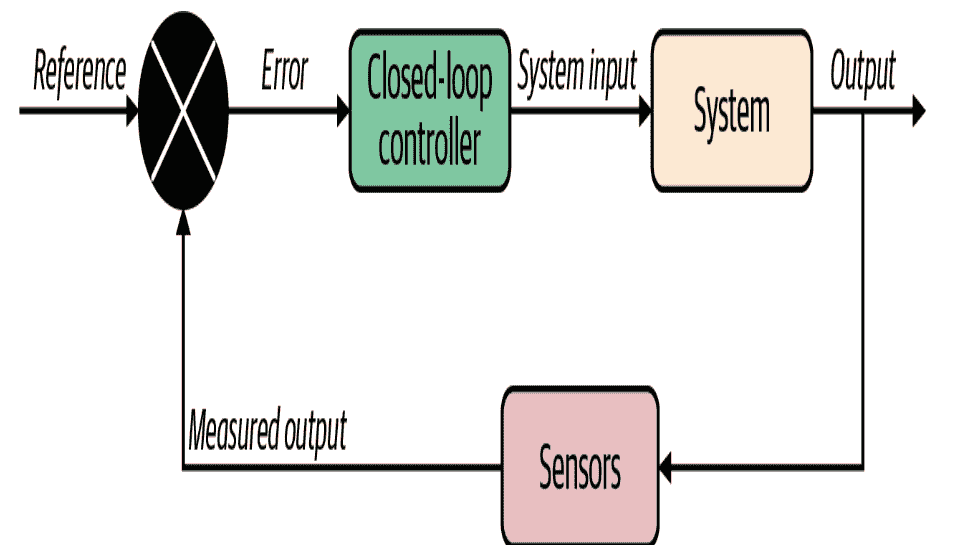 Reference
Error
Closed-loop
controller
System input
System
Output
Measured output
Sensors